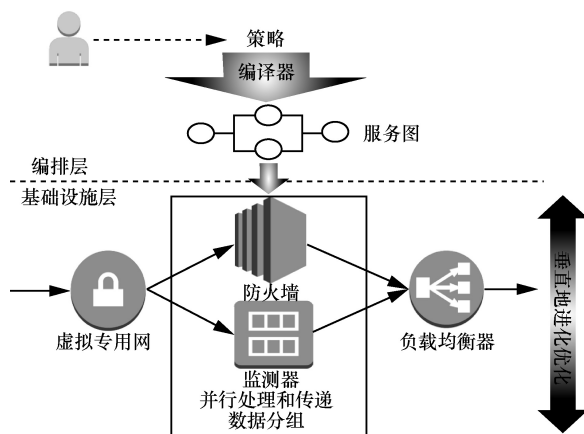 策略
编译器
服务图
编排层
基础设施层
防火墙
虚拟专用网
负载均衡器
监测器
并行处理和传递
数据分组
垂直地进化优化